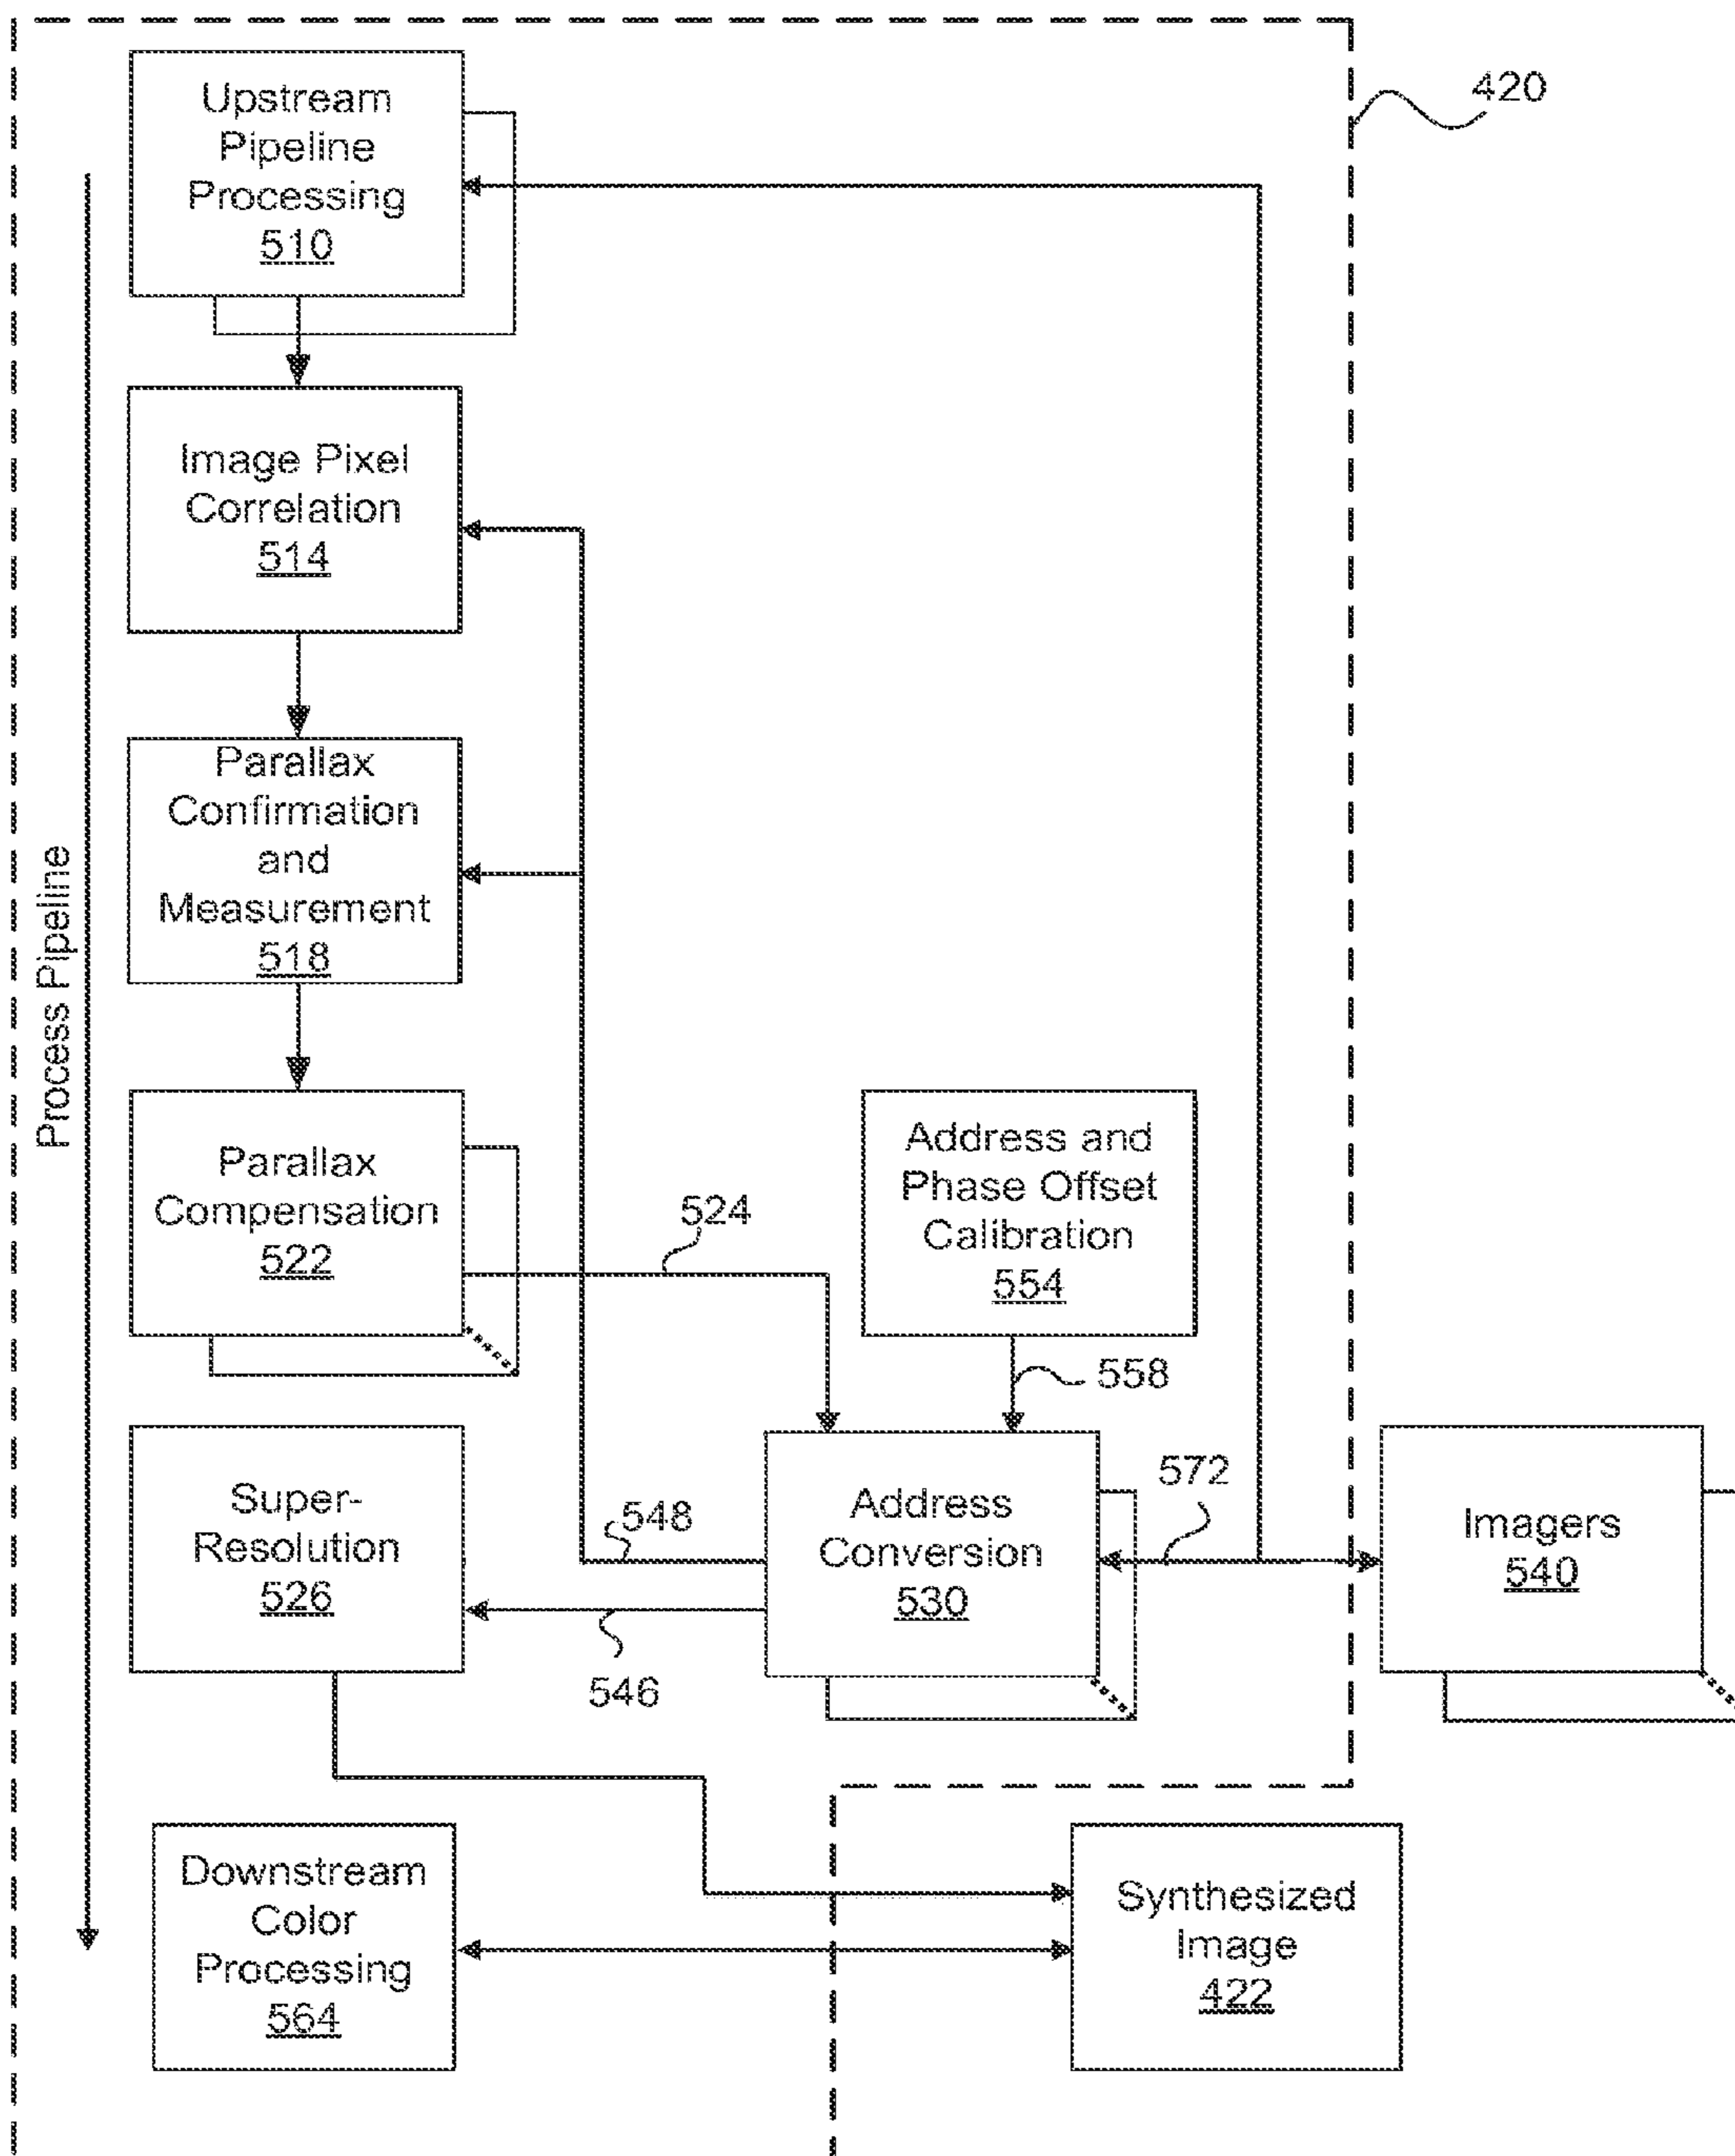 420
Upstream
Pipeline
Processing
510
Image Pixel
Correlation
514
Parallax
Confirmation
and
Measurement
518
Process Pipeline
Parallax
Compensation
522
524
Address and
Phase Offset
Calibration
554
558
Super-
Resolution
526
548
546
Address
Conversion
530
572
Imagers
540
Downstream
Color
Processing
564
Synthesized
Image
422